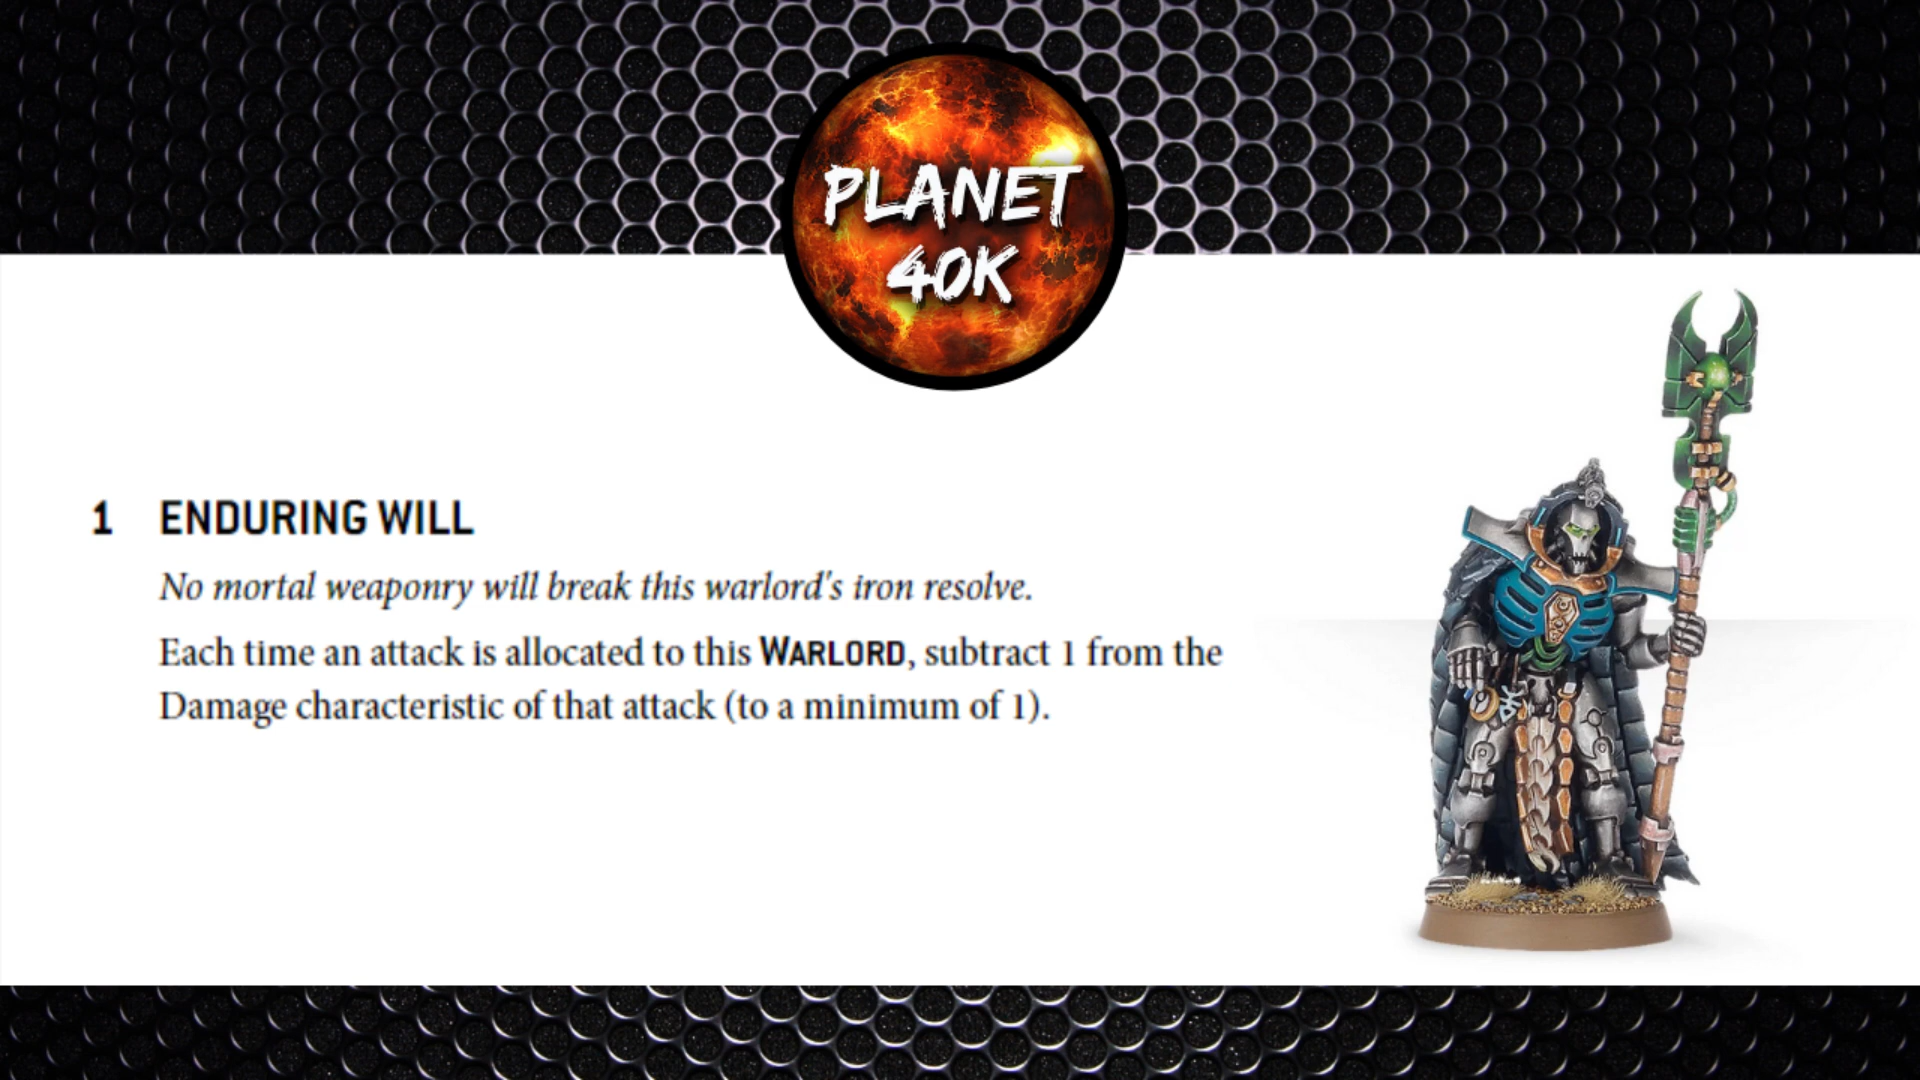 PLANET
40K
1 ENDURING WILL
No mortal weaponry will break this warlord's iron resolve.
Each time an attack is allocated to this WARLORD, subtract 1 from the
Damage characteristic of that attack (to a minimum of 1).